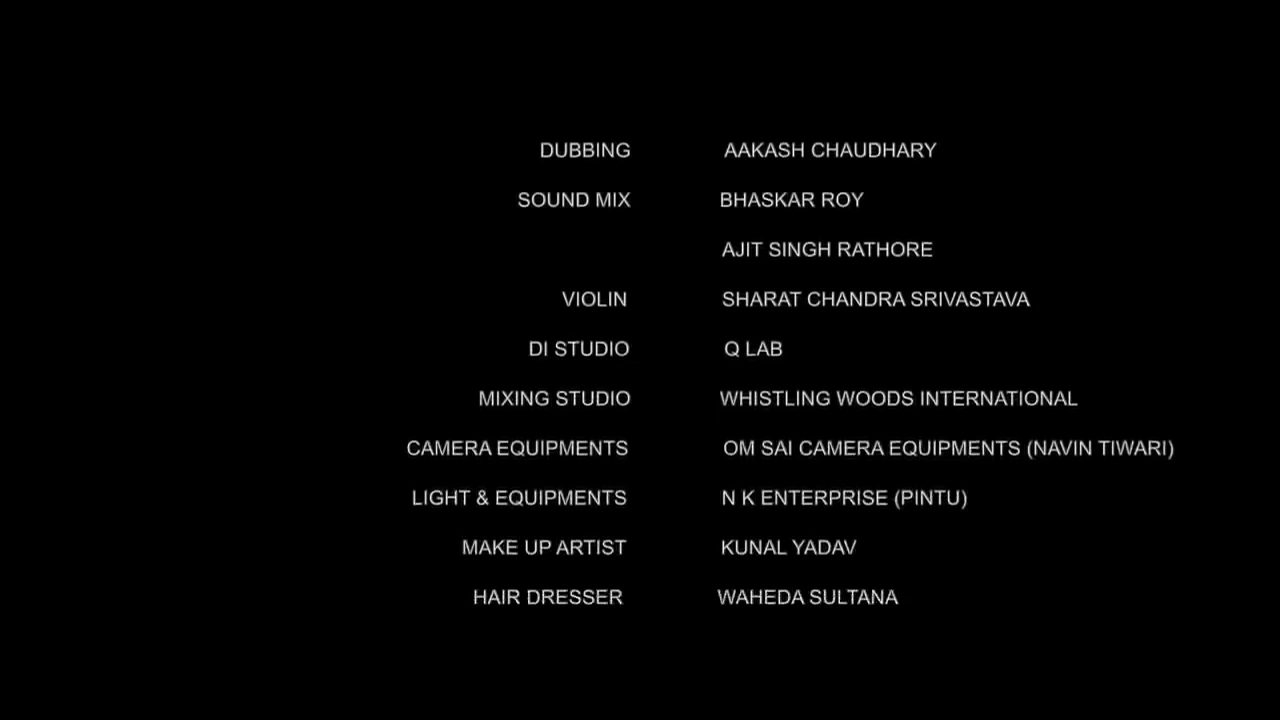 DUBBING AAKASH CHAUDHARY
SOUND MIX BHASKAR ROY
AJIT SINGH RATHORE
VIOLIN SHARAT CHANDRA SRIVASTAVA
DI STUDIO Q LAB
MIXING STUDIO WHISTLING WOODS INTERNATIONAL
CAMERA EQUIPMENTS OM SAI CAMERA EQUIPMENTS (NAVIN TIWARI)
LIGHT & EQUIPMENTS N K ENTERPRISE (PINTU)
MAKE UP ARTIST KUNAL YADAV
HAIR DRESSER WAHEDA SULTANA